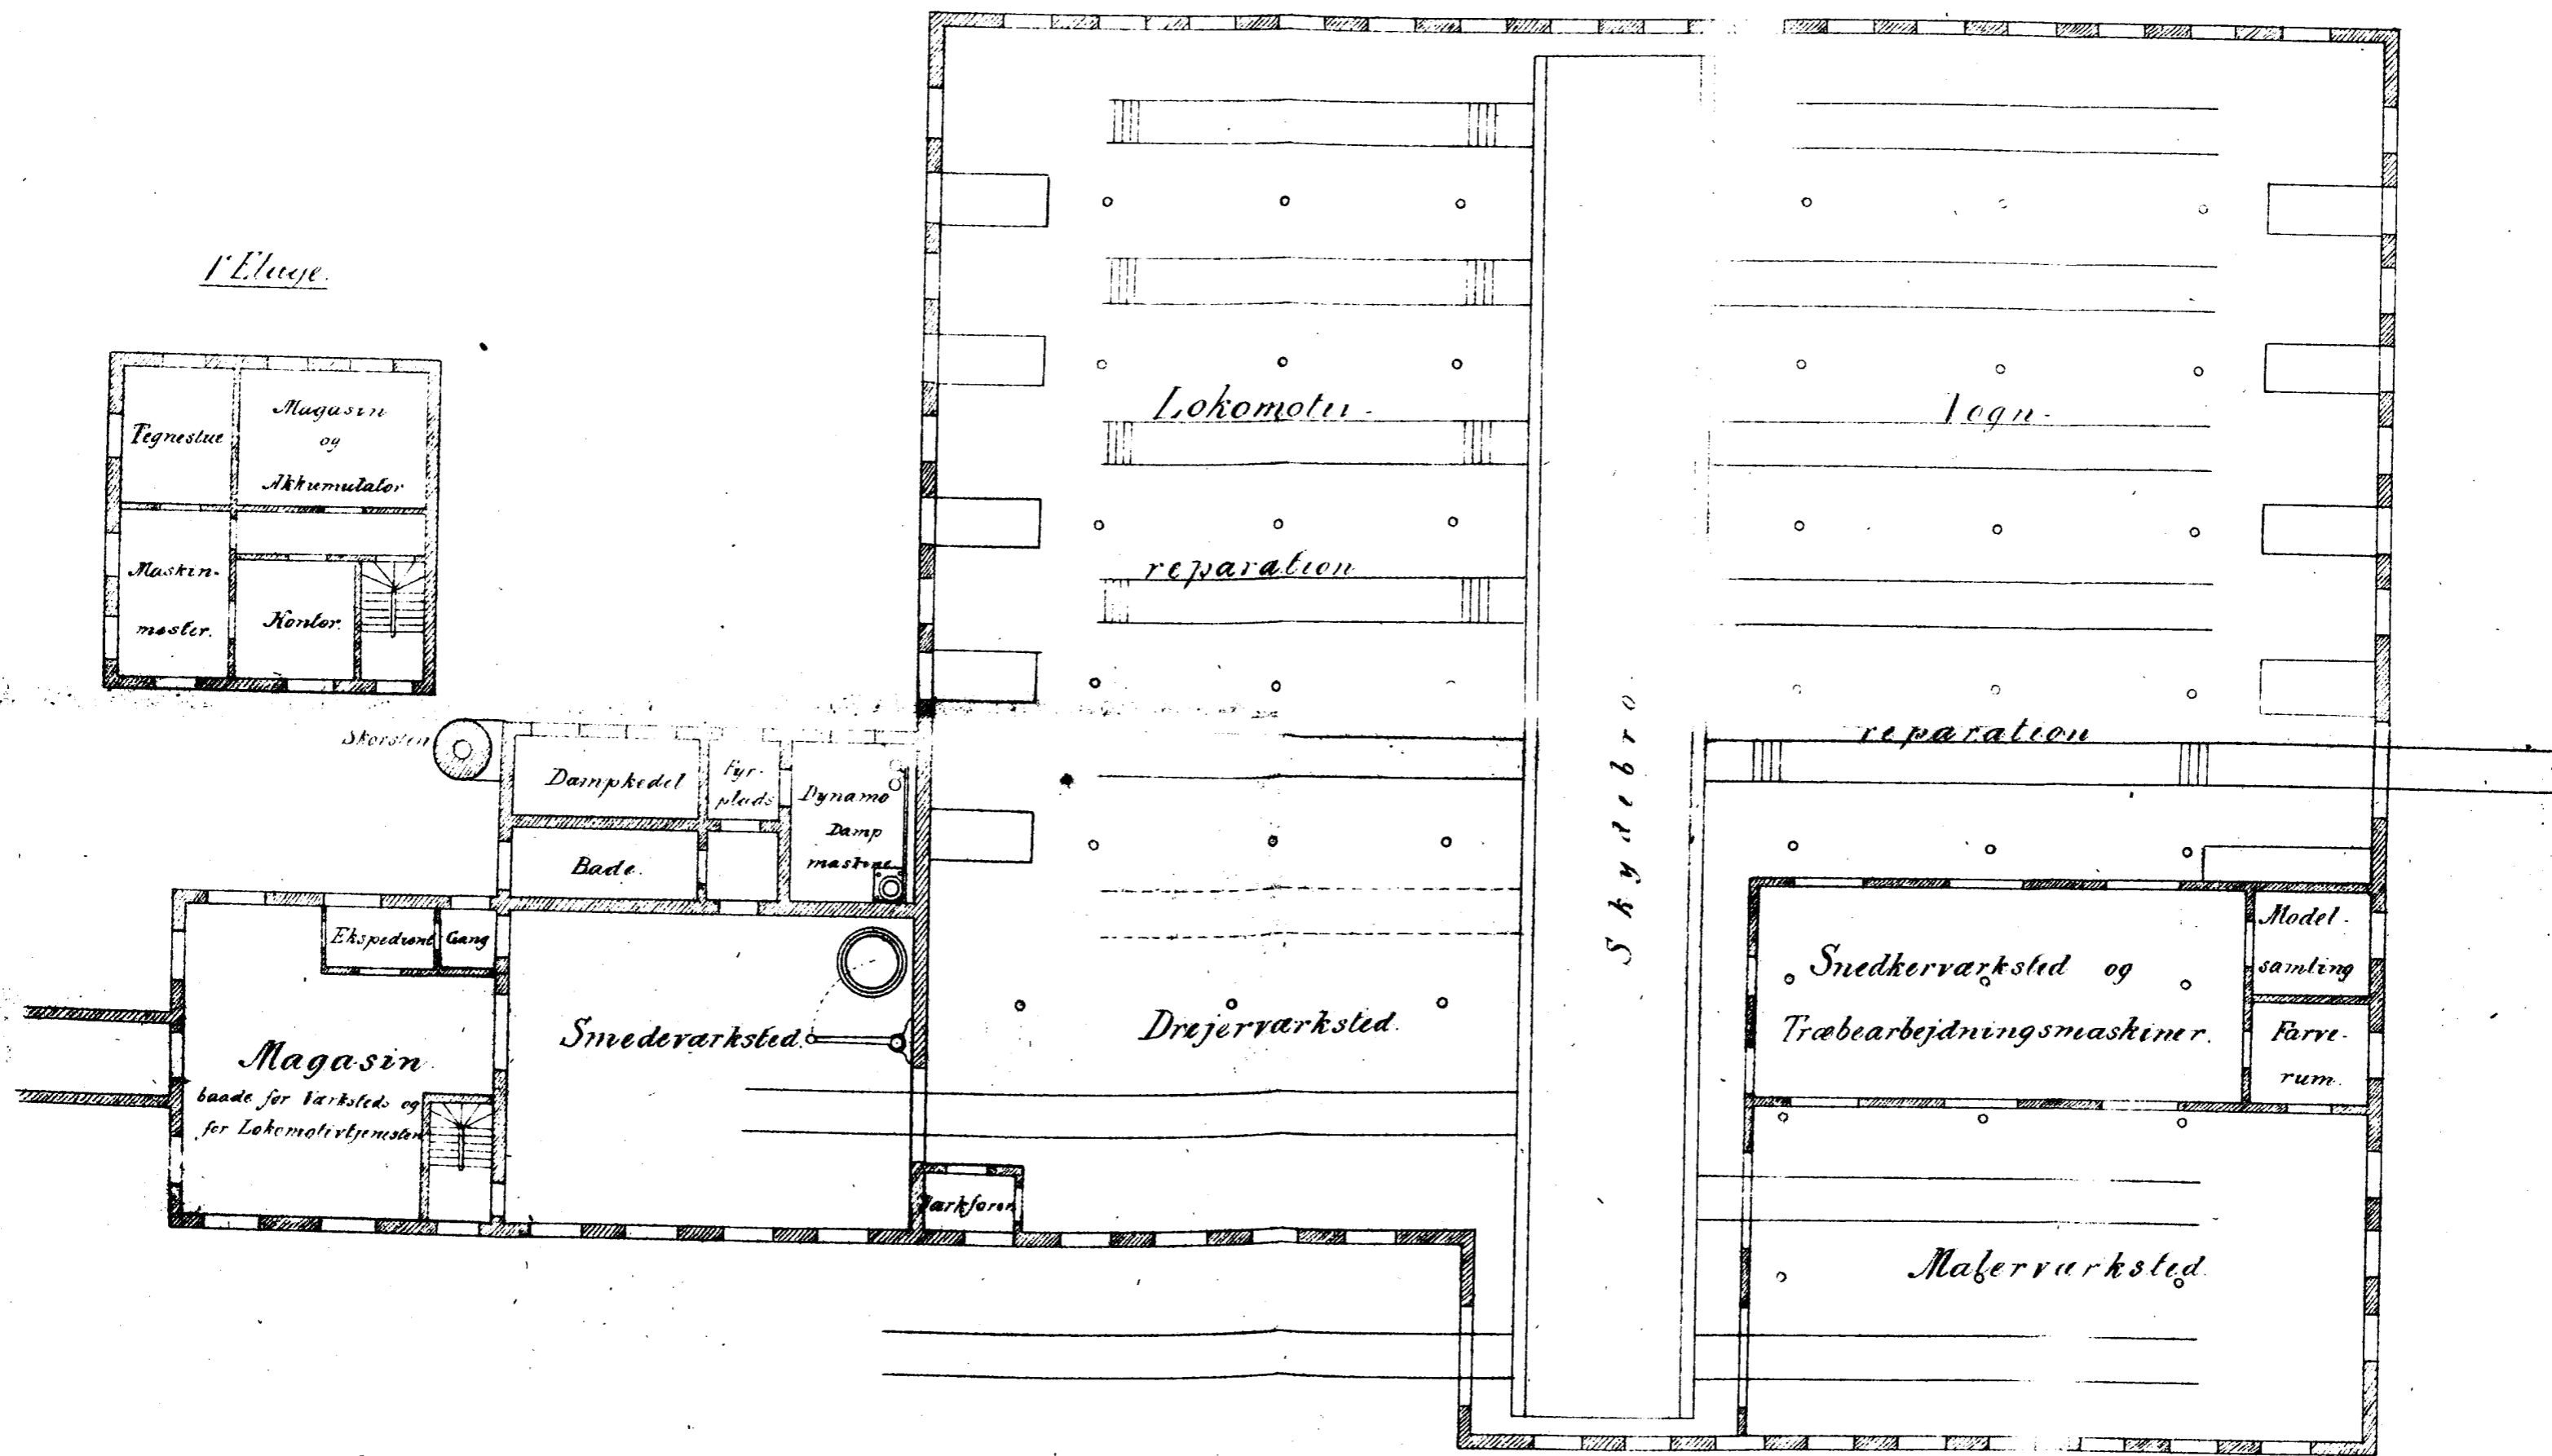 1' Etage.
Tegnestue
Magasin
og
Akkumulator
Maskin-
mester.
Kontor.
Lokomotiv-
reparation
Vogn-
reparation
Skydebro.
Skorsten
Dampkedel
Fyr-
plads
Dynamo
Damp
maskine
Bade.
Ekspedient
Gang
Magasin.
baade for Værksteds og
for Lokomotivtjenesten
Smedeværksted.
Drejerværksted.
Værkfører
Snedkerværksted og
Træbearbejdningsmaskiner.
Model-
samling
Farve-
rum.
Malerværksted.